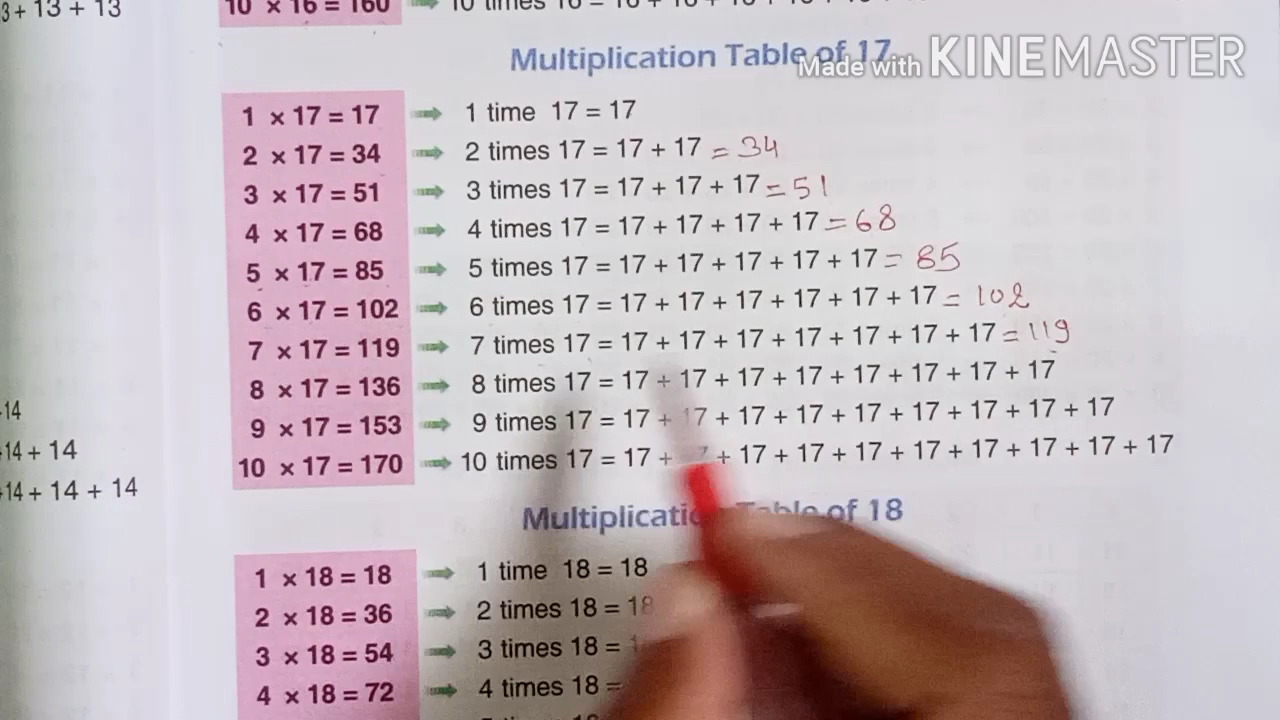 3 + 13 + 13
10 × 16 = 160
Multiplication Table of 17
Made with KINEMASTER
1 × 17 = 17 1 time 17 = 17
2 × 17 = 34 2 times 17 = 17 + 17 = 34
3 × 17 = 51 3 times 17 = 17 + 17 + 17 = 51
4 × 17 = 68 4 times 17 = 17 + 17 + 17 + 17 = 68
5 × 17 = 85 5 times 17 = 17 + 17 + 17 + 17 + 17 = 85
6 × 17 = 102 6 times 17 = 17 + 17 + 17 + 17 + 17 + 17 = 102
7 × 17 = 119 7 times 17 = 17 + 17 + 17 + 17 + 17 + 17 + 17 = 119
8 × 17 = 136 8 times 17 = 17 + 17 + 17 + 17 + 17 + 17 + 17 + 17
14
9 × 17 = 153 9 times 17 = 17 + 17 + 17 + 17 + 17 + 17 + 17 + 17 + 17
14 + 14
10 × 17 = 170 10 times 17 = 17 + + 17 + 17 + 17 + 17 + 17 + 17 + 17 + 17
14 + 14 + 14
Multiplication Table of 18
1 × 18 = 18 1 time 18 = 18
2 × 18 = 36 2 times 18 = 18
3 × 18 = 54 3 times 18 =
4 × 18 = 72 4 times 18 =